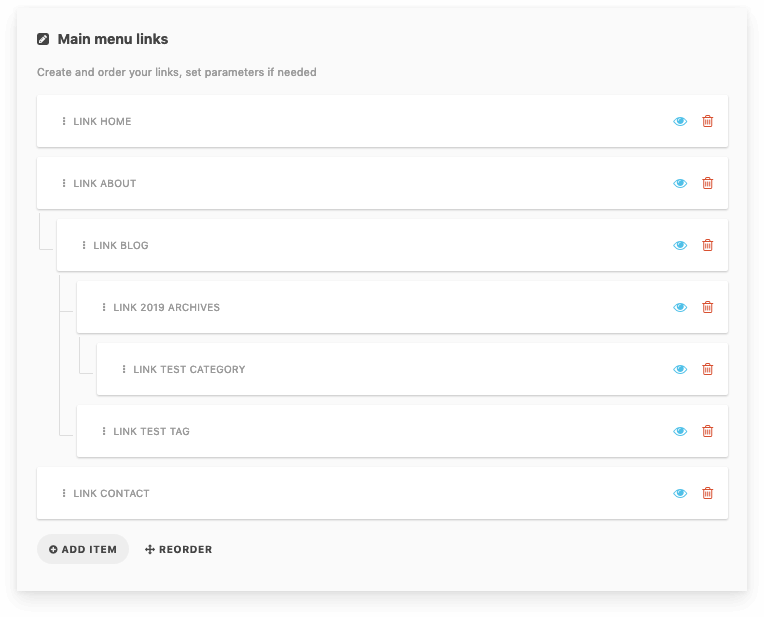 Main menu links
Create and order your links, set parameters if needed
LINK HOME
LINK ABOUT
LINK BLOG
LINK 2019 ARCHIVES
LINK TEST CATEGORY
LINK TEST TAG
LINK CONTACT
ADD ITEM REORDER